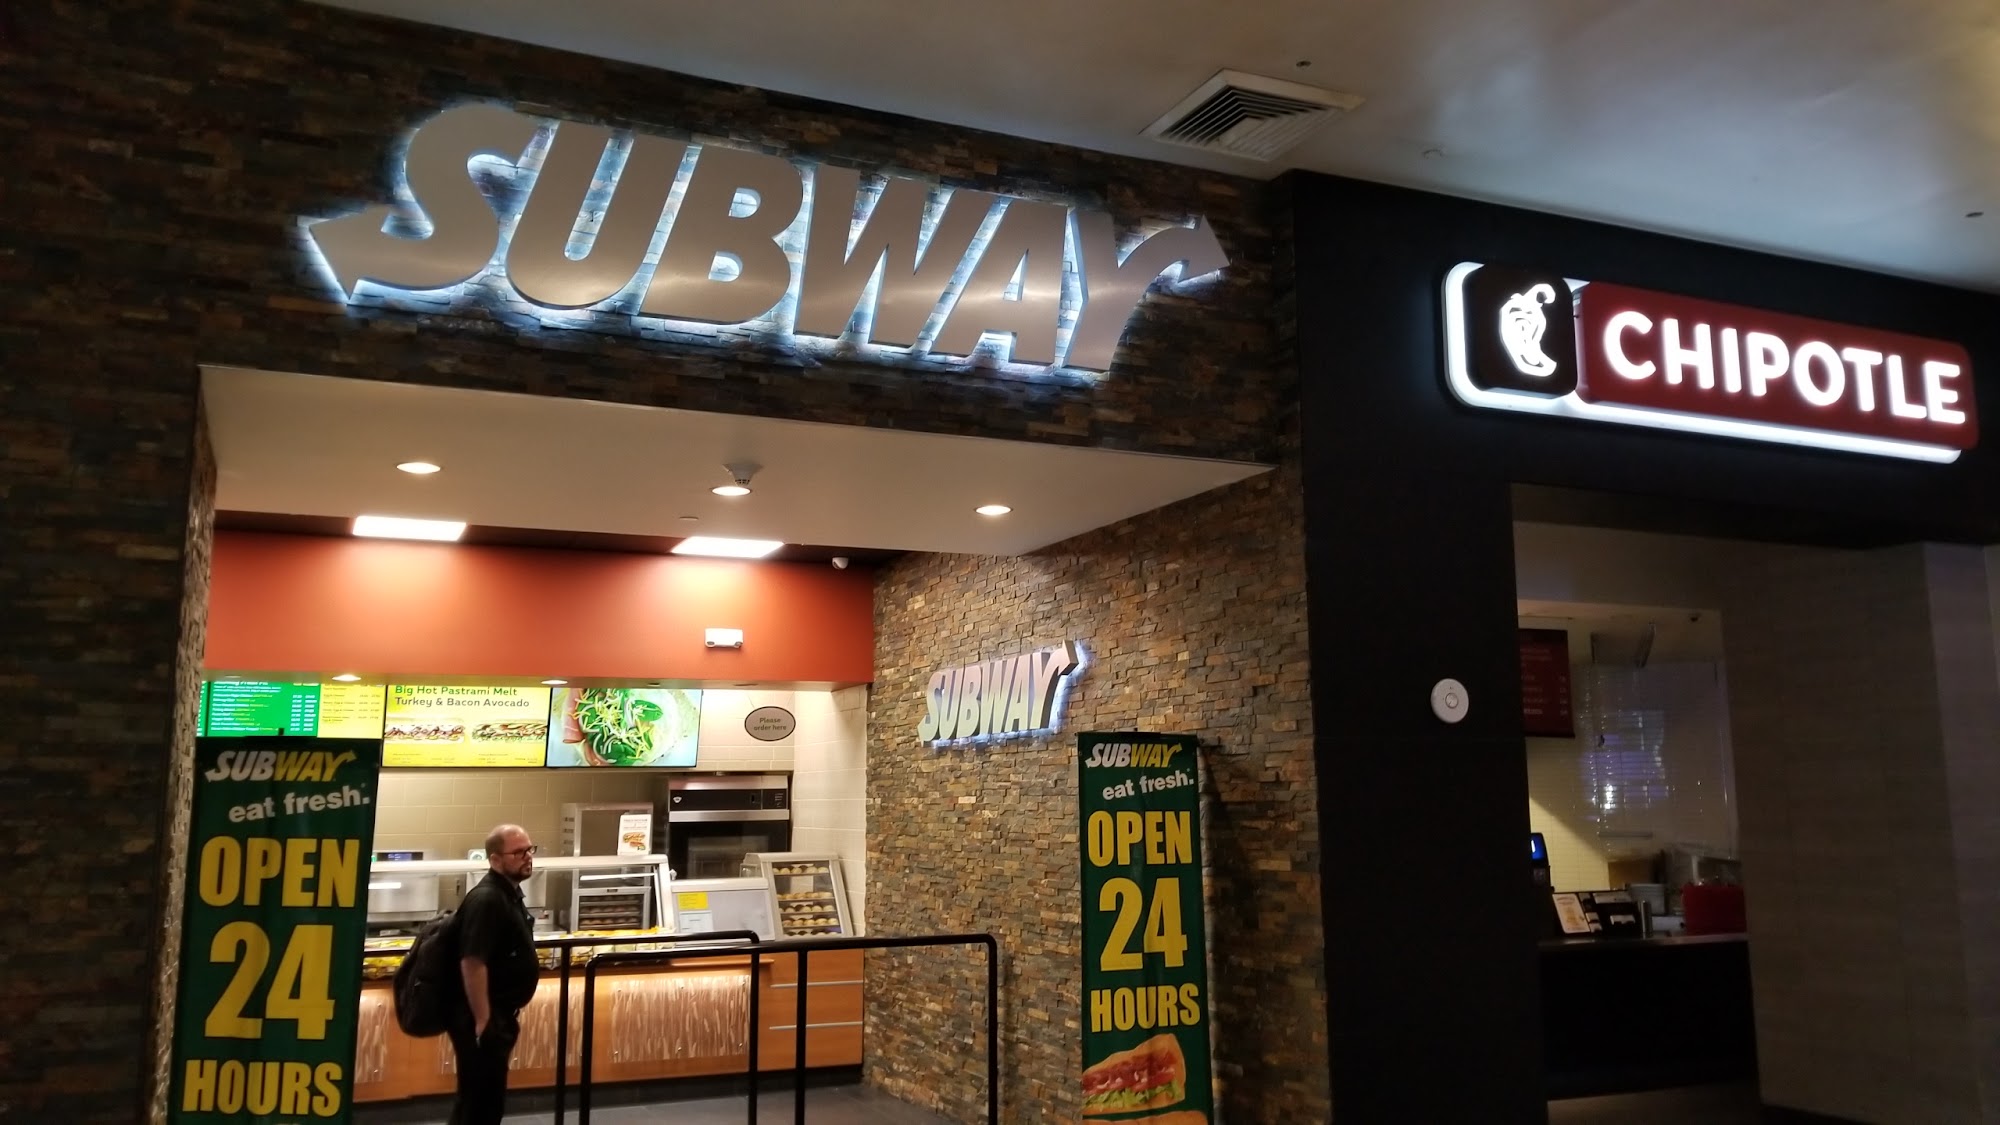 SUBWAY
CHIPOTLE
Big Hot Pastrami Melt
Turkey & Bacon Avocado
Please
order here
SUBWAY
SUBWAY
eat fresh.
OPEN
24
HOURS
SUBWAY
eat fresh.
OPEN
24
HOURS